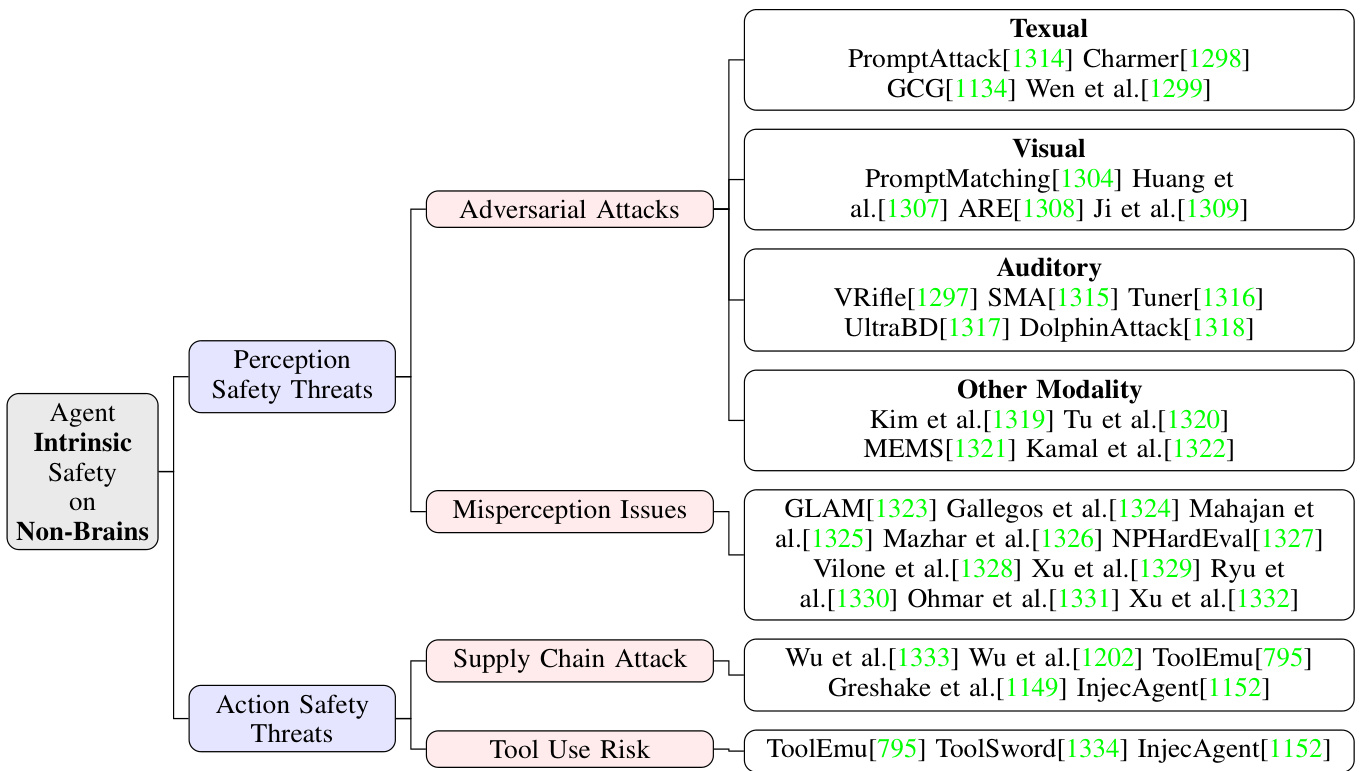 Agent
Intrinsic
Safety
on
Non-Brains
Perception
Safety Threats
Adversarial Attacks
Texual
PromptAttack[1314] Charmer[1298]
GCG[1134] Wen et al.[1299]
Visual
PromptMatching[1304] Huang et
al.[1307] ARE[1308] Ji et al.[1309]
Auditory
VRifle[1297] SMA[1315] Tuner[1316]
UltraBD[1317] DolphinAttack[1318]
Other Modality
Kim et al.[1319] Tu et al.[1320]
MEMS[1321] Kamal et al.[1322]
Misperception Issues
GLAM[1323] Gallegos et al.[1324] Mahajan et
al.[1325] Mazhar et al.[1326] NPHardEval[1327]
Vilone et al.[1328] Xu et al.[1329] Ryu et
al.[1330] Ohmar et al.[1331] Xu et al.[1332]
Action Safety
Threats
Supply Chain Attack
Wu et al.[1333] Wu et al.[1202] ToolEmu[795]
Greshake et al.[1149] InjecAgent[1152]
Tool Use Risk
ToolEmu[795] ToolSword[1334] InjecAgent[1152]